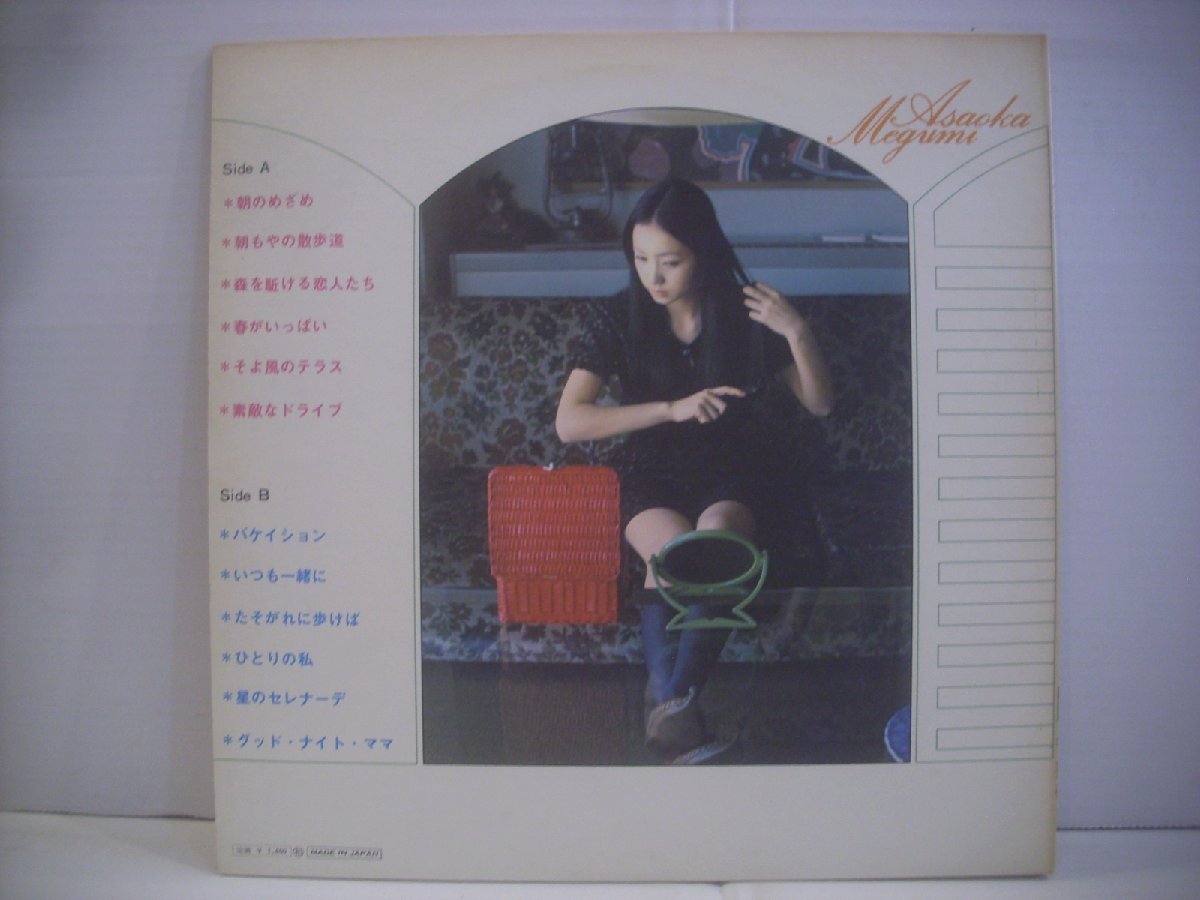 Asaoka
Megumi
Side A
*朝のめざめ
*朝もやの散歩道
*森を駈ける恋人たち
*春がいっぱい
*そよ風のテラス
*素敵なドライブ
Side B
*バケイション
*いつも一緒に
*たそがれに歩けば
*ひとりの私
*星のセレナーデ
*グッド・ナイト・ママ
MADE IN JAPAN